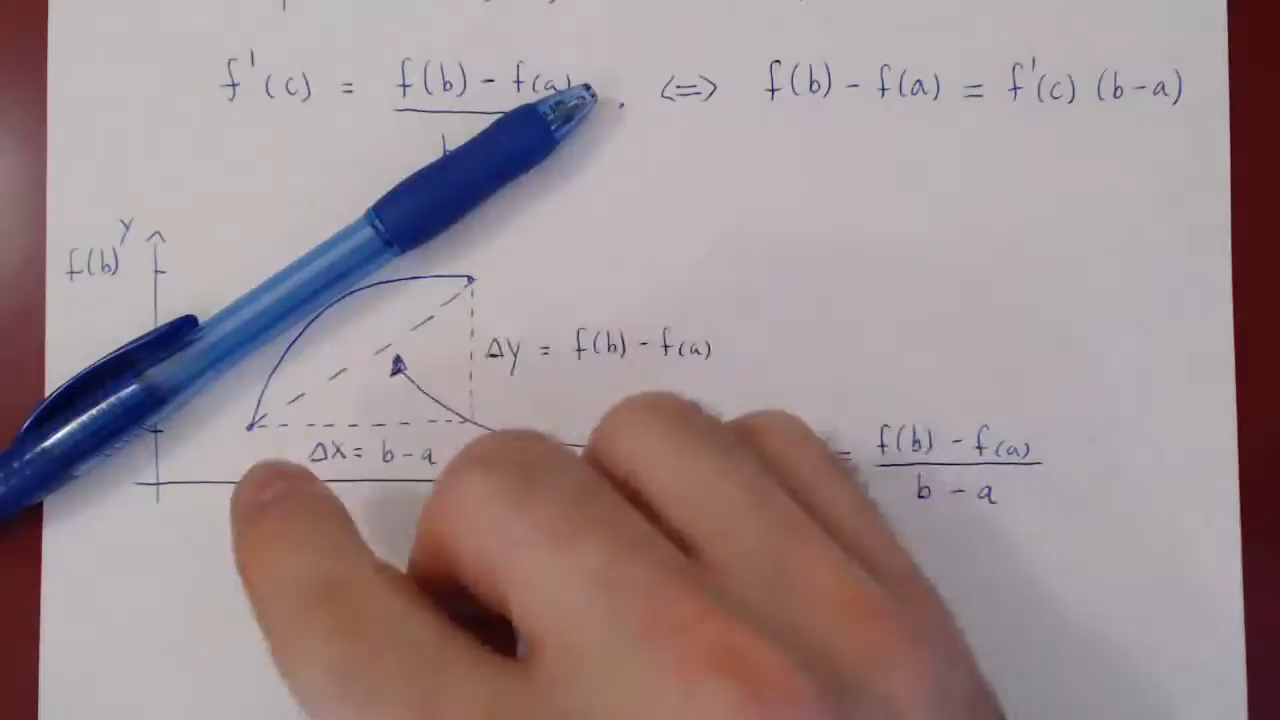 f'(c) = f(b) - f(a) . <=> f(b) - f(a) = f'(c) (b-a)
y
f(b)
Δy = f(b) - f(a)
Δx = b - a
= f(b) - f(a)
b - a